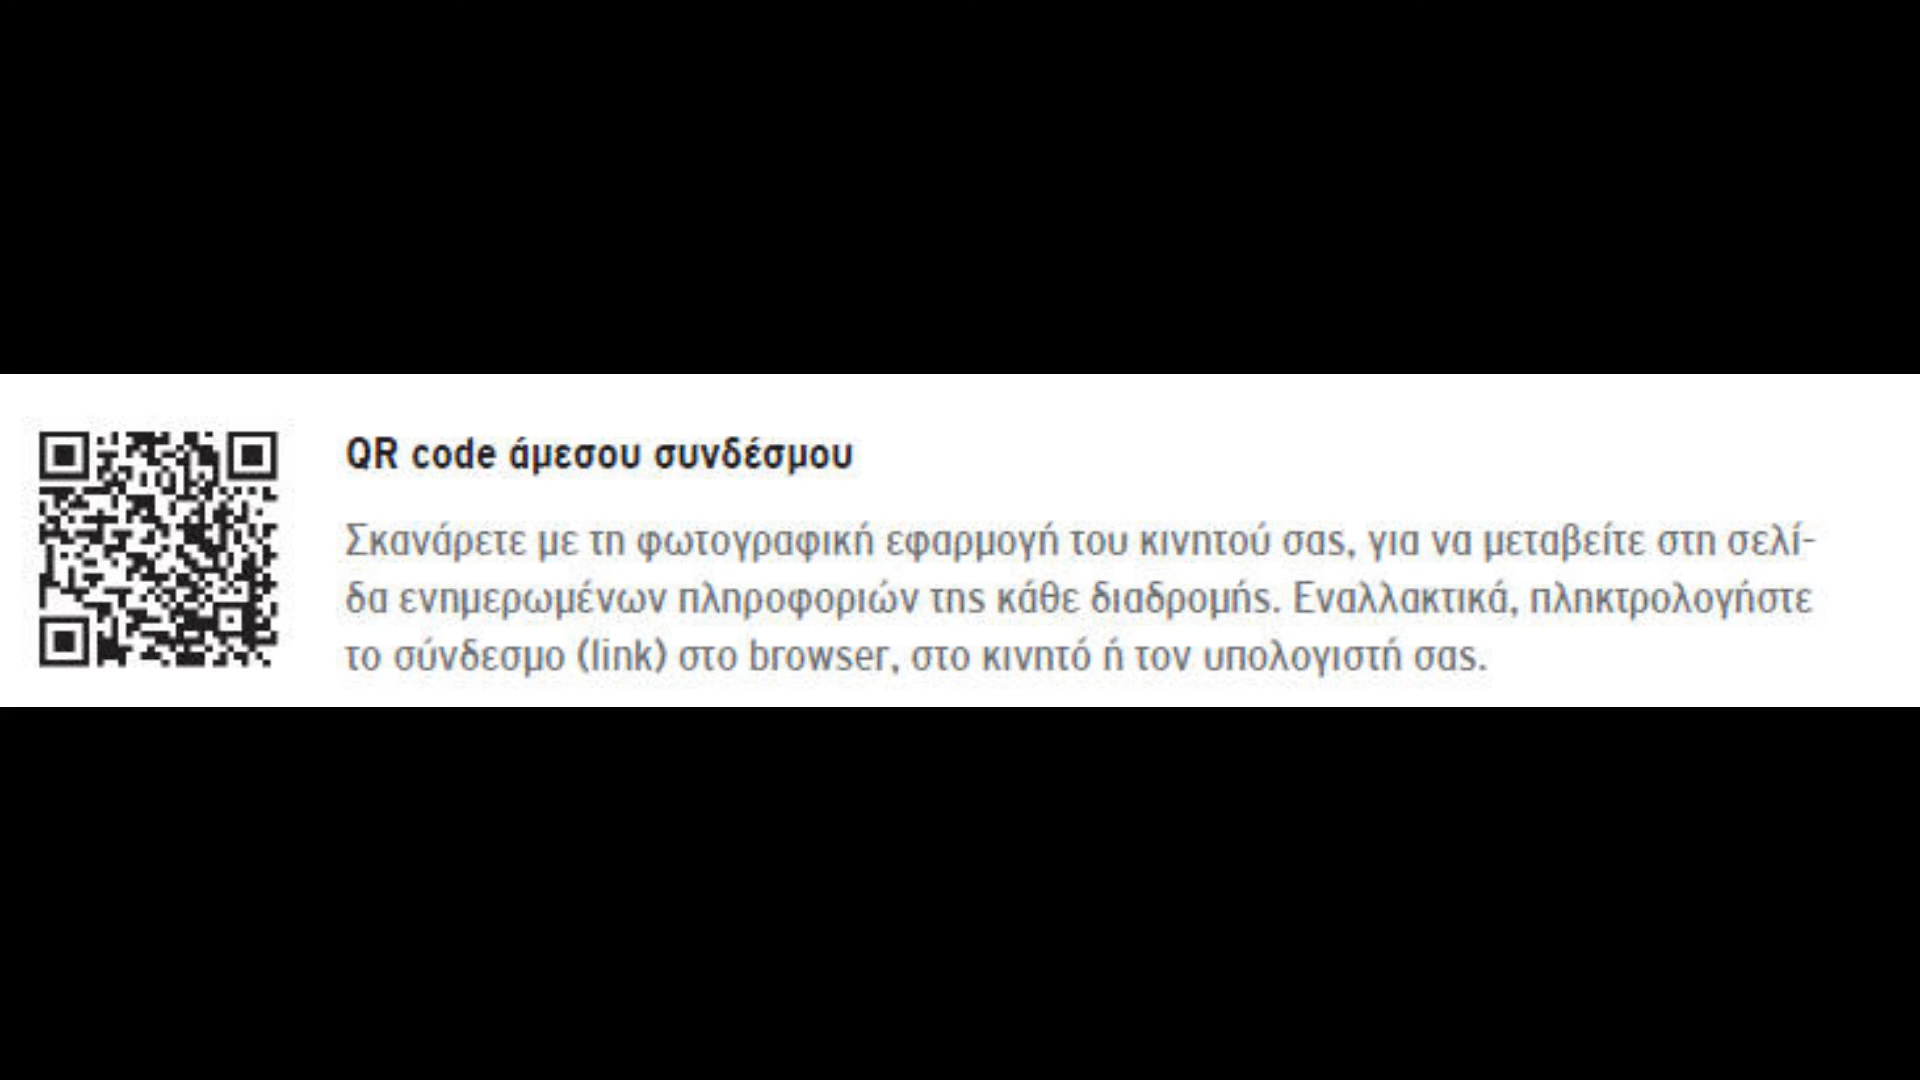 QR code άμεσου συνδέσμου
Σκανάρετε με τη φωτογραφική εφαρμογή του κινητού σας, για να μεταβείτε στη σελί-
δα ενημερωμένων πληροφοριών της κάθε διαδρομής. Εναλλακτικά, πληκτρολογήστε
το σύνδεσμο (link) στο browser, στο κινητό ή τον υπολογιστή σας.